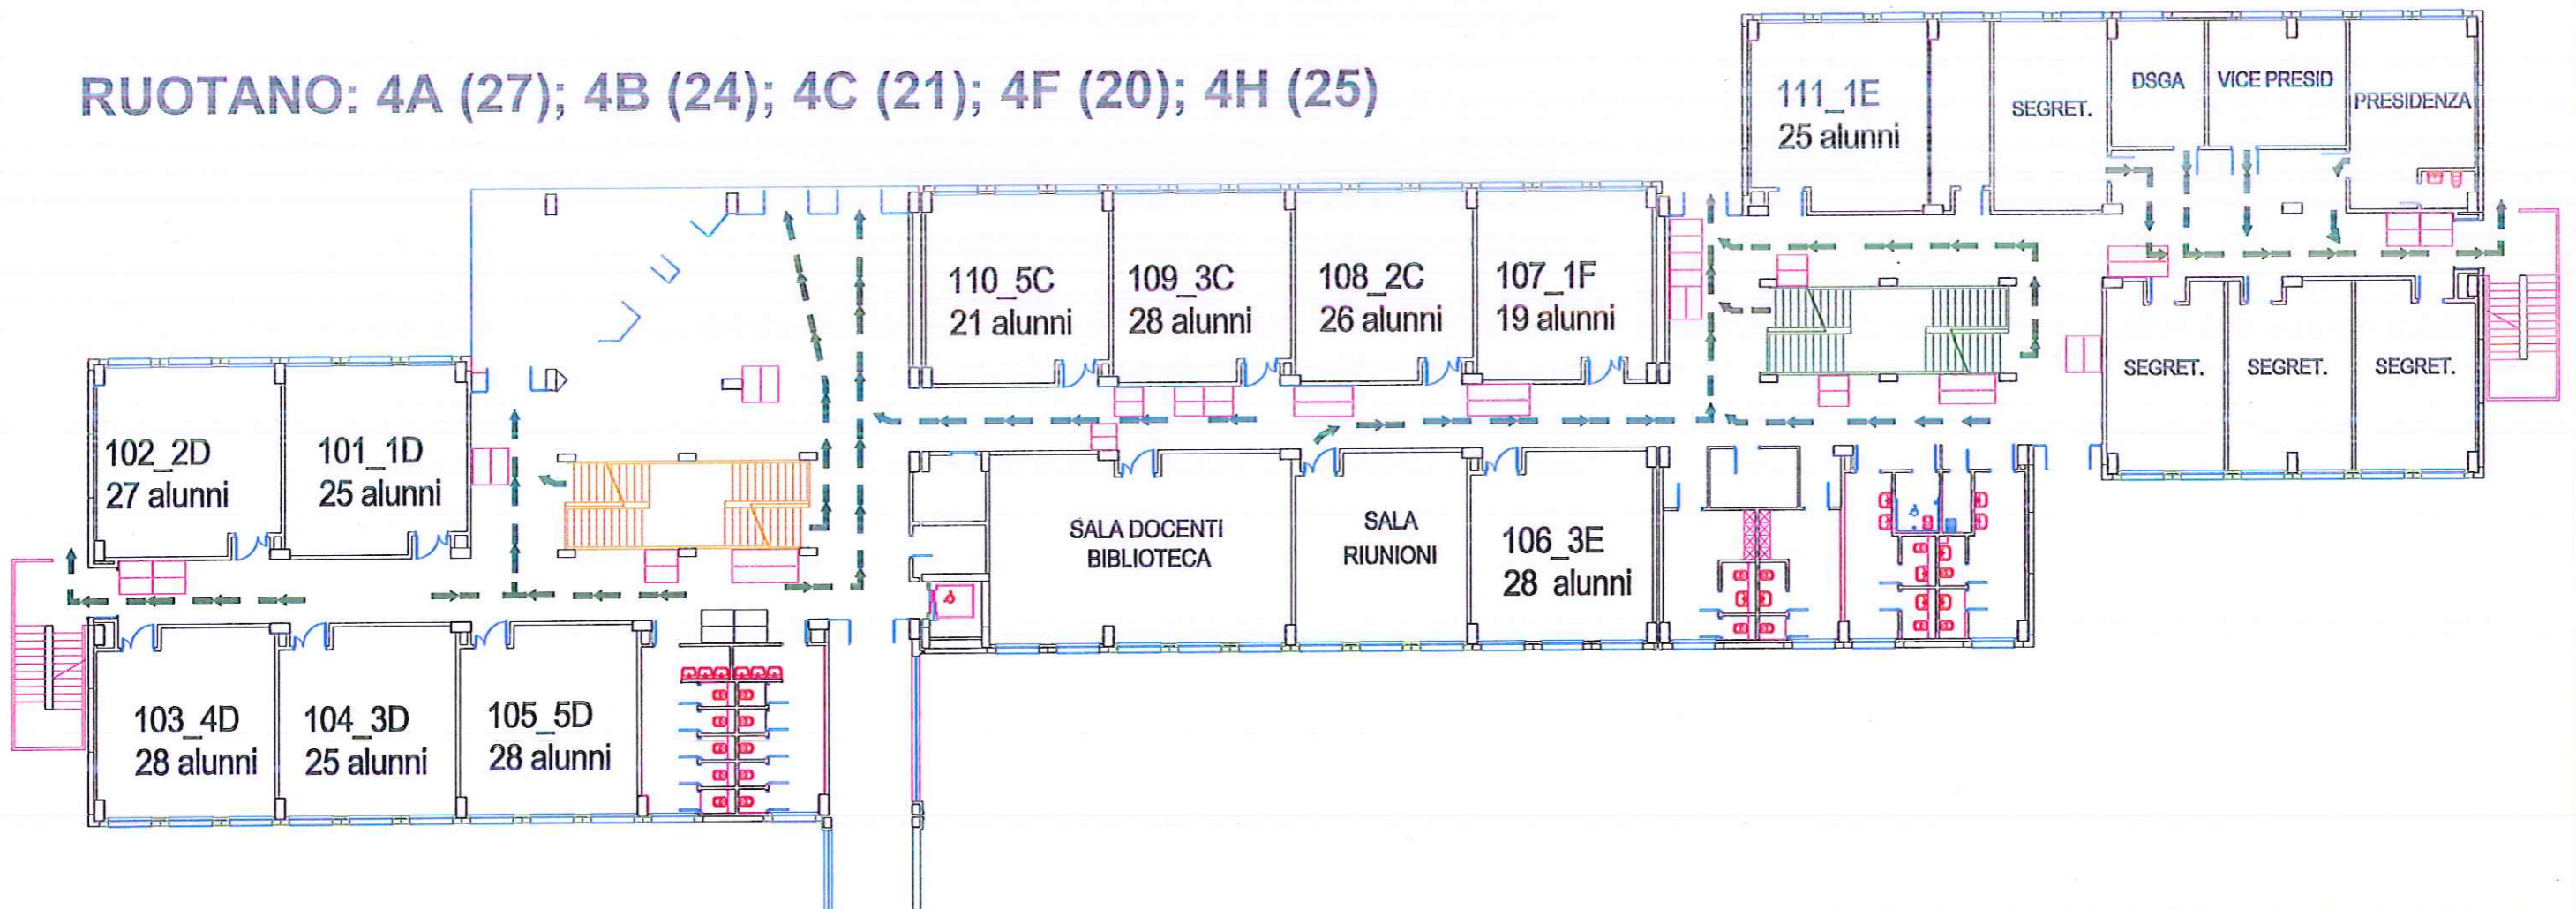 RUOTANO: 4A (27); 4B (24); 4C (21); 4F (20); 4H (25)
111_1E
25 alunni
SEGRET.
DSGA
VICE PRESID
PRESIDENZA
110_5C
21 alunni
109_3C
28 alunni
108_2C
26 alunni
107_1F
19 alunni
SEGRET.
SEGRET.
SEGRET.
102_2D
27 alunni
101_1D
25 alunni
SALA DOCENTI
BIBLIOTECA
SALA
RIUNIONI
106_3E
28 alunni
103_4D
28 alunni
104_3D
25 alunni
105_5D
28 alunni